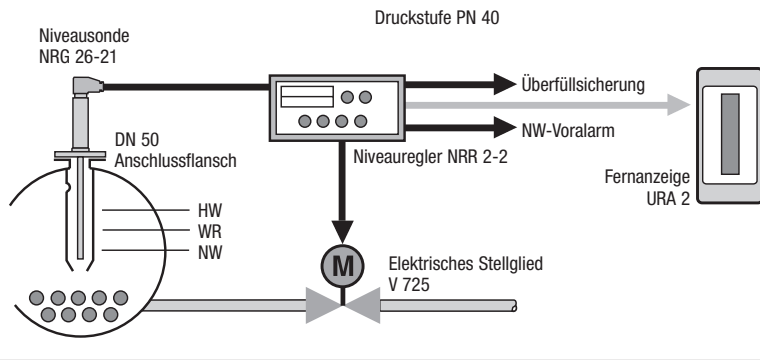 Druckstufe PN 40
Niveausonde
NRG 26-21
Überfüllsicherung
DN 50
Anschlussflansch
NW-Voralarm
Niveauregler NRR 2-2
Fernanzeige
URA 2
HW
WR
NW
M
Elektrisches Stellglied
V 725